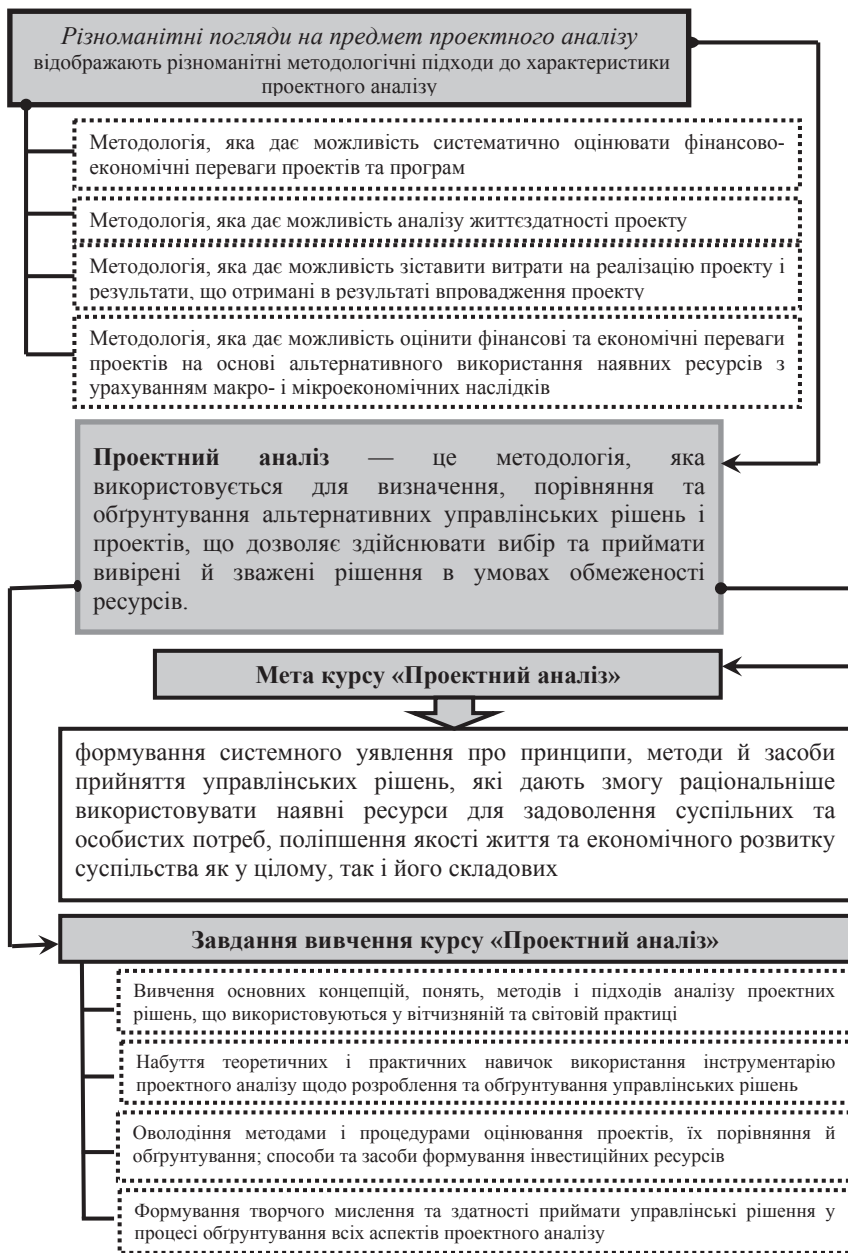 Різноманітні погляди на предмет проектного аналізу
відображають різноманітні методологічні підходи до характеристики
проектного аналізу
Методологія, яка дає можливість систематично оцінювати фінансово-
економічні переваги проектів та програм
Методологія, яка дає можливість аналізу життєздатності проекту
Методологія, яка дає можливість зіставити витрати на реалізацію проекту і
результати, що отримані в результаті впровадження проекту
Методологія, яка дає можливість оцінити фінансові та економічні переваги
проектів на основі альтернативного використання наявних ресурсів з
урахуванням макро- і мікроекономічних наслідків
Проектний аналіз — це методологія, яка
використовується для визначення, порівняння та
обґрунтування альтернативних управлінських рішень і
проектів, що дозволяє здійснювати вибір та приймати
вивірені й зважені рішення в умовах обмеженості
ресурсів.
Мета курсу «Проектний аналіз»
формування системного уявлення про принципи, методи й засоби
прийняття управлінських рішень, які дають змогу раціональніше
використовувати наявні ресурси для задоволення суспільних та
особистих потреб, поліпшення якості життя та економічного розвитку
суспільства як у цілому, так і його складових
Завдання вивчення курсу «Проектний аналіз»
Вивчення основних концепцій, понять, методів і підходів аналізу проектних
рішень, що використовуються у вітчизняній та світовій практиці
Набуття теоретичних і практичних навичок використання інструментарію
проектного аналізу щодо розроблення та обґрунтування управлінських рішень
Оволодіння методами і процедурами оцінювання проектів, їх порівняння й
обґрунтування; способи та засоби формування інвестиційних ресурсів
Формування творчого мислення та здатності приймати управлінські рішення у
процесі обґрунтування всіх аспектів проектного аналізу